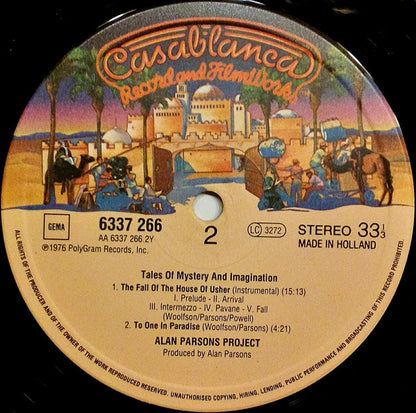 Casablanca
Record and FilmWorks
GEMA
6337 266
AA 6337 266.2Y
℗1976 PolyGram Records, Inc.
2
LC 3272
STEREO 33 1/3
MADE IN HOLLAND
Tales Of Mystery And Imagination
1. The Fall Of The House Of Usher (Instrumental) (15:13)
I. Prelude - II. Arrival
III. Intermezzo - IV. Pavane - V. Fall
(Woolfson/Parsons/Powell)
2. To One In Paradise (Woolfson/Parsons) (4:21)
ALAN PARSONS PROJECT
Produced by Alan Parsons
ALL RIGHTS OF THE PRODUCER AND OF THE OWNER OF THE RECORDED WORK RESERVED. UNAUTHORISED COPYING, HIRING, LENDING, PUBLIC PERFORMANCE AND BROADCASTING OF THIS RECORD PROHIBITED.